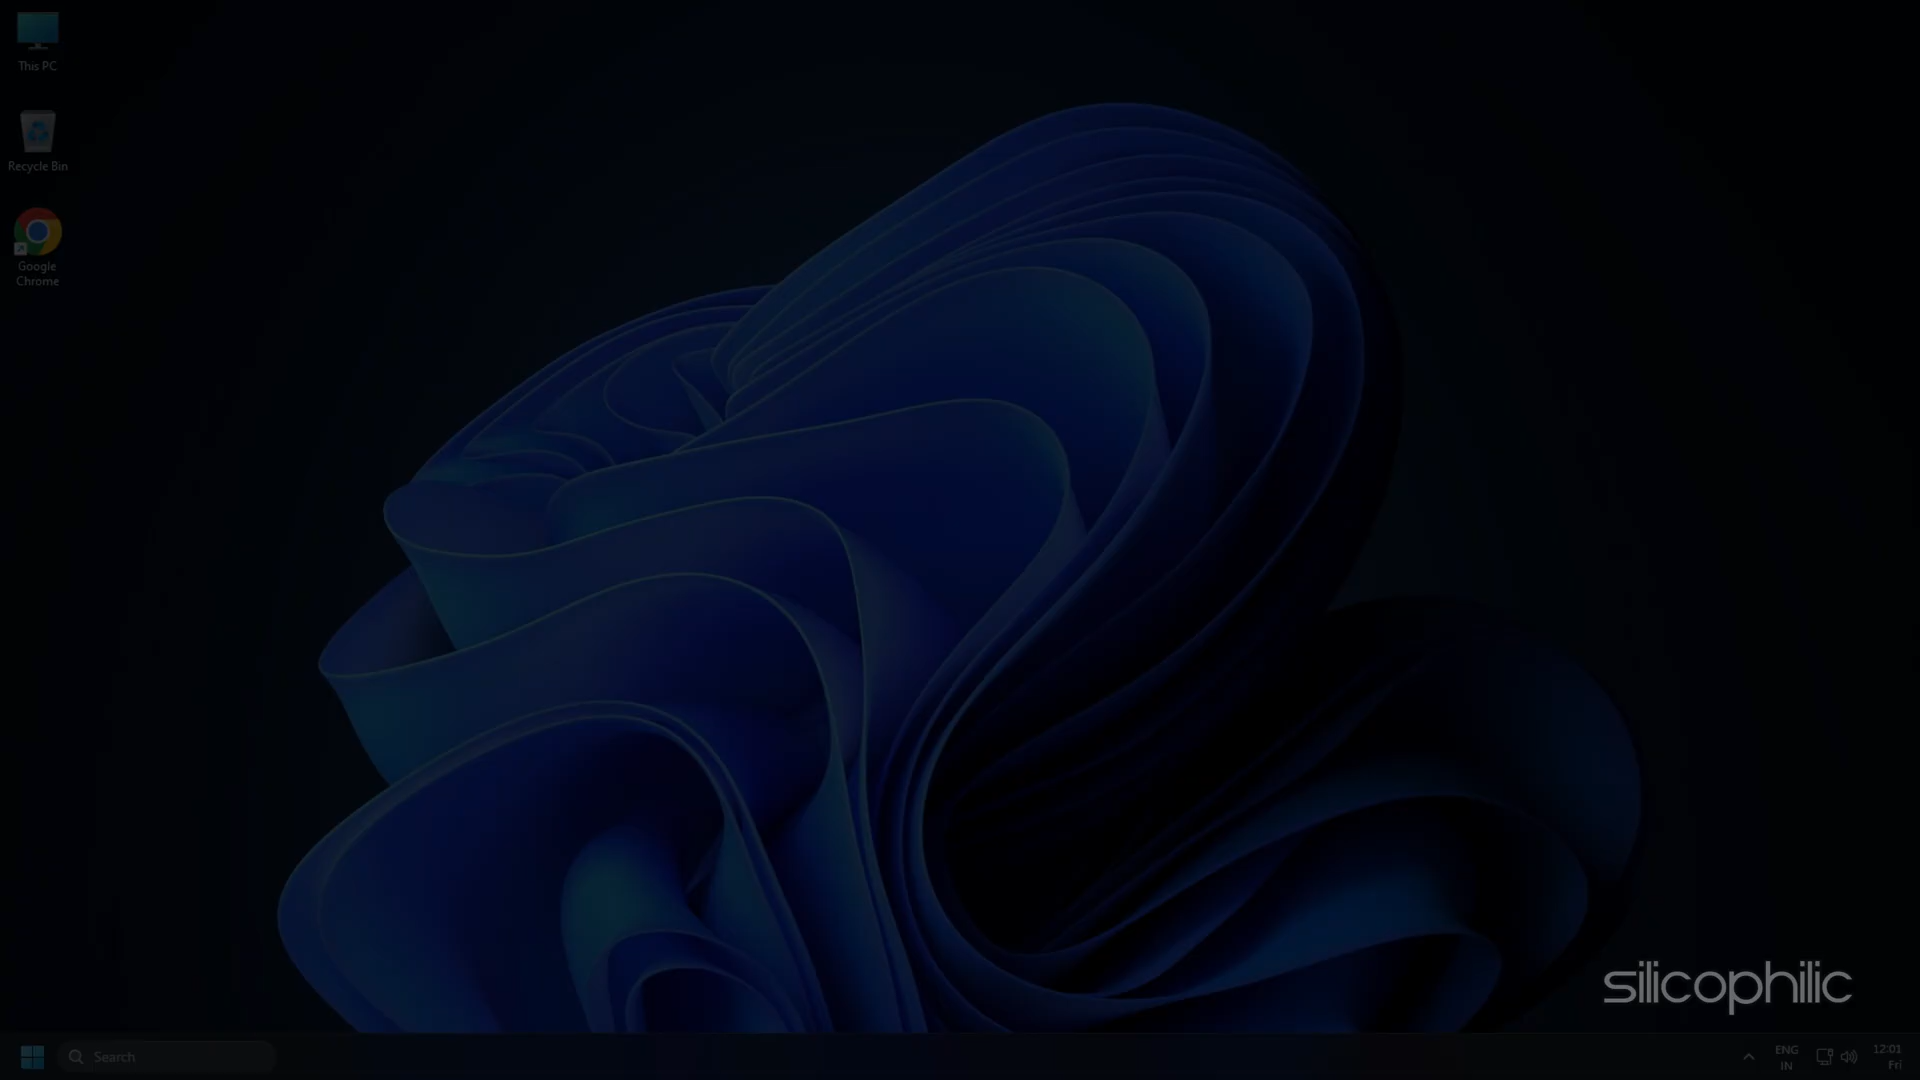 This PC
Recycle Bin
Google
Chrome
silicophilic
Search
ENG
IN
12:01
Fri